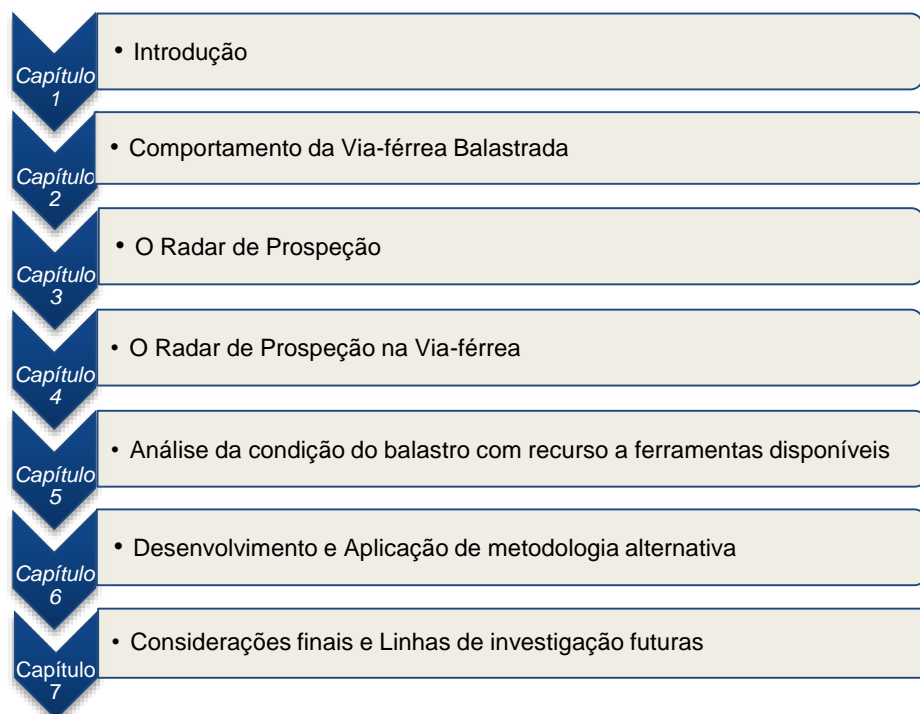 Capítulo
1
• Introdução
Capítulo
2
• Comportamento da Via-férrea Balastrada
Capítulo
3
• O Radar de Prospeção
Capítulo
4
• O Radar de Prospeção na Via-férrea
Capítulo
5
• Análise da condição do balastro com recurso a ferramentas disponíveis
Capítulo
6
• Desenvolvimento e Aplicação de metodologia alternativa
Capítulo
7
• Considerações finais e Linhas de investigação futuras